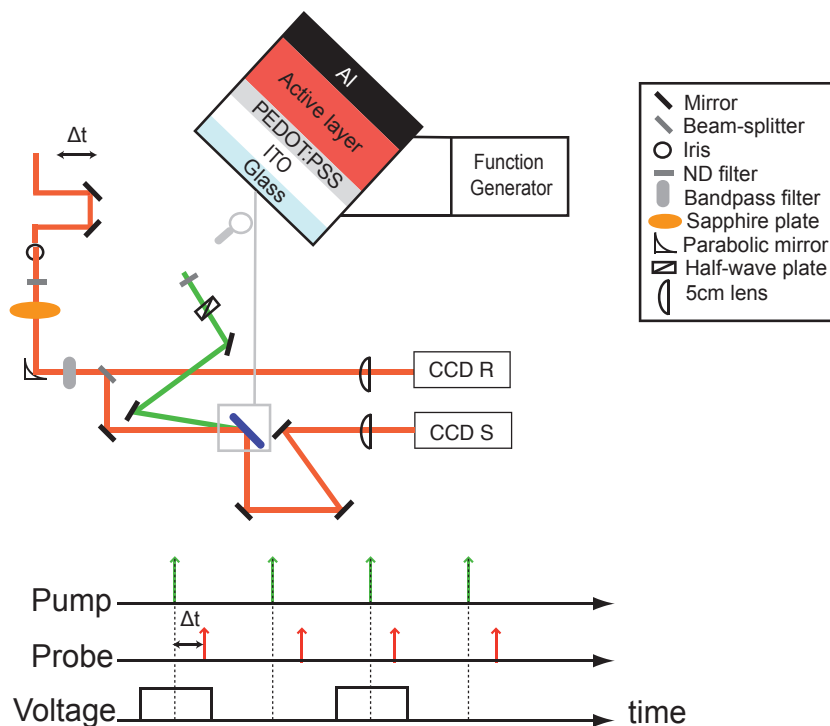 Al
Active layer
PEDOT:PSS
ITO
Glass
Function
Generator
Δt
CCD R
CCD S
Mirror
Beam-splitter
Iris
ND filter
Bandpass filter
Sapphire plate
Parabolic mirror
Half-wave plate
5cm lens
Pump
Δt
Probe
Voltage
time